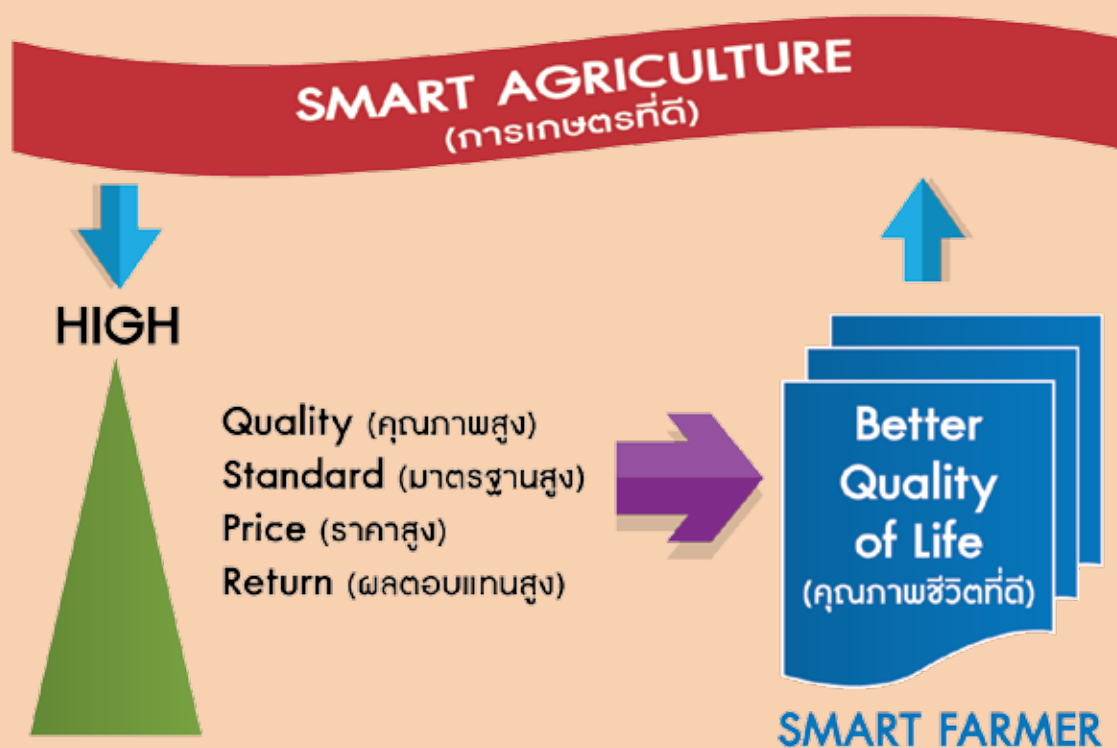 SMART AGRICULTURE
(การเกษตรที่ดี)
HIGH
Quality (คุณภาพสูง)
Standard (มาตรฐานสูง)
Price (ราคาสูง)
Return (ผลตอบแทนสูง)
Better
Quality
of Life
(คุณภาพชีวิตที่ดี)
SMART FARMER